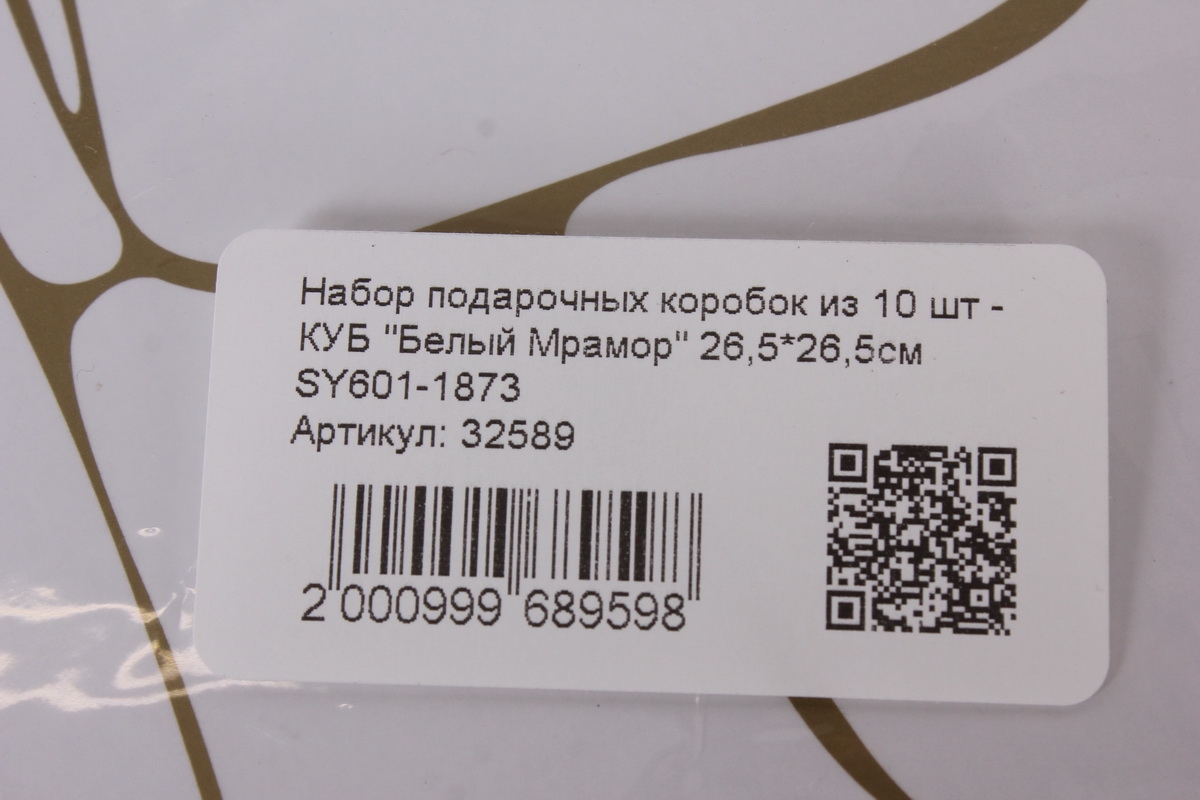 Набор подарочных коробок из 10 шт -
КУБ "Белый Мрамор" 26,5*26,5см
SY601-1873
Артикул: 32589
2 000999 689598